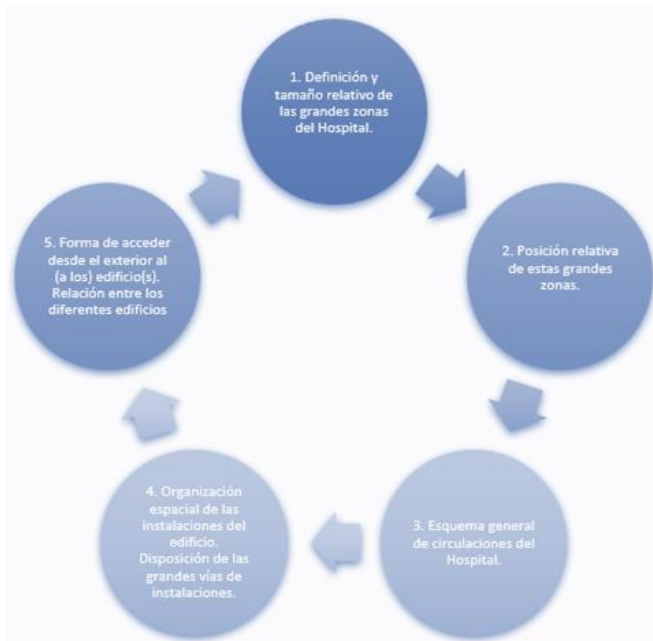 1. Definición y
tamaño relativo de
las grandes zonas
del Hospital.
2. Posición relativa
de estas grandes
zonas.
3. Esquema general
de circulaciones del
Hospital.
4. Organización
espacial de las
instalaciones del
edificio.
Disposición de las
grandes vías de
instalaciones.
5. Forma de acceder
desde el exterior al
(a los) edificio(s).
Relación entre los
diferentes edificios